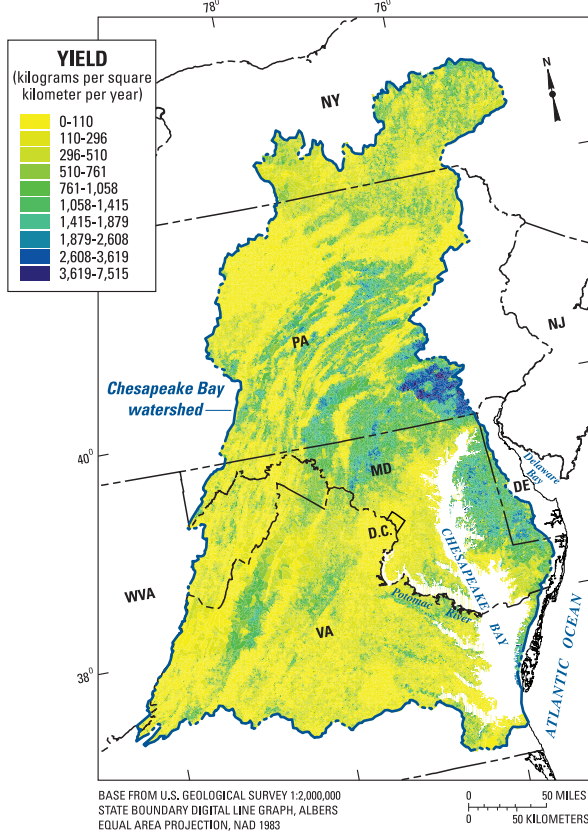 78°
76°
YIELD
(kilograms per square
kilometer per year)
0-110
110-296
296-510
510-761
761-1,058
1,058-1,415
1,415-1,879
1,879-2,608
2,608-3,619
3,619-7,515
N
NY
NJ
PA
Chesapeake Bay
watershed
40°
MD
DE
Delaware
Bay
D.C.
CHESAPEAKE BAY
WVA
Potomac River
VA
ATLANTIC OCEAN
38°
BASE FROM U.S. GEOLOGICAL SURVEY 1:2,000,000
STATE BOUNDARY DIGITAL LINE GRAPH, ALBERS
EQUAL AREA PROJECTION, NAD 1983
0 50 MILES
0 50 KILOMETERS